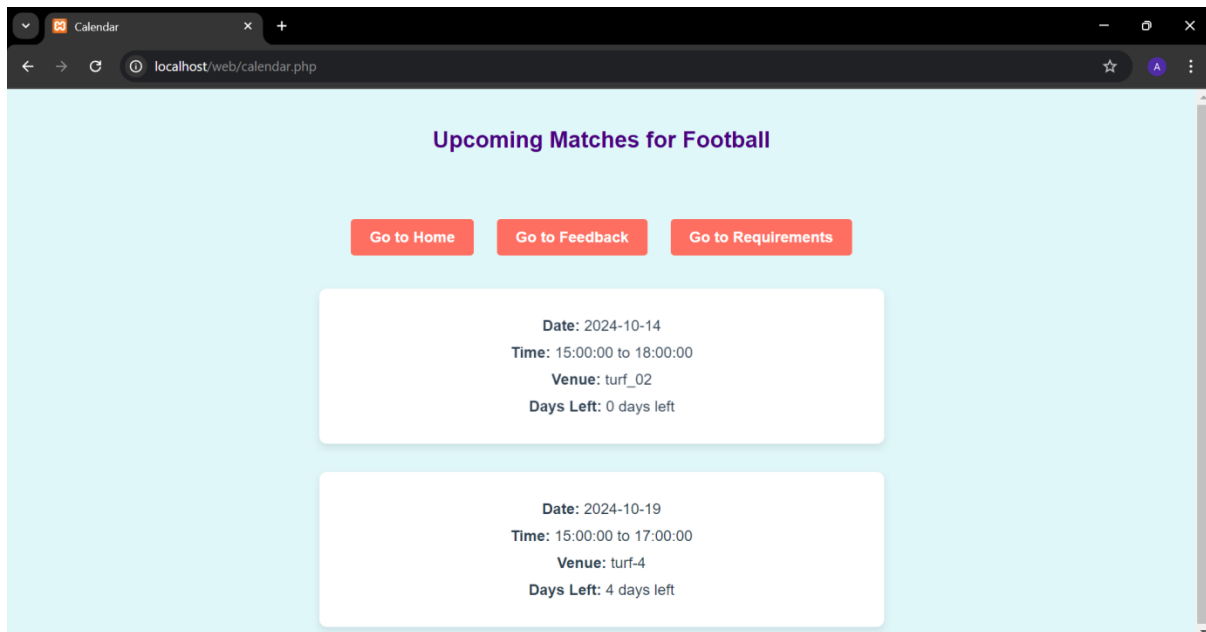 Calendar
localhost/web/calendar.php
A
Upcoming Matches for Football
Go to Home Go to Feedback Go to Requirements
Date: 2024-10-14
Time: 15:00:00 to 18:00:00
Venue: turf_02
Days Left: 0 days left
Date: 2024-10-19
Time: 15:00:00 to 17:00:00
Venue: turf-4
Days Left: 4 days left